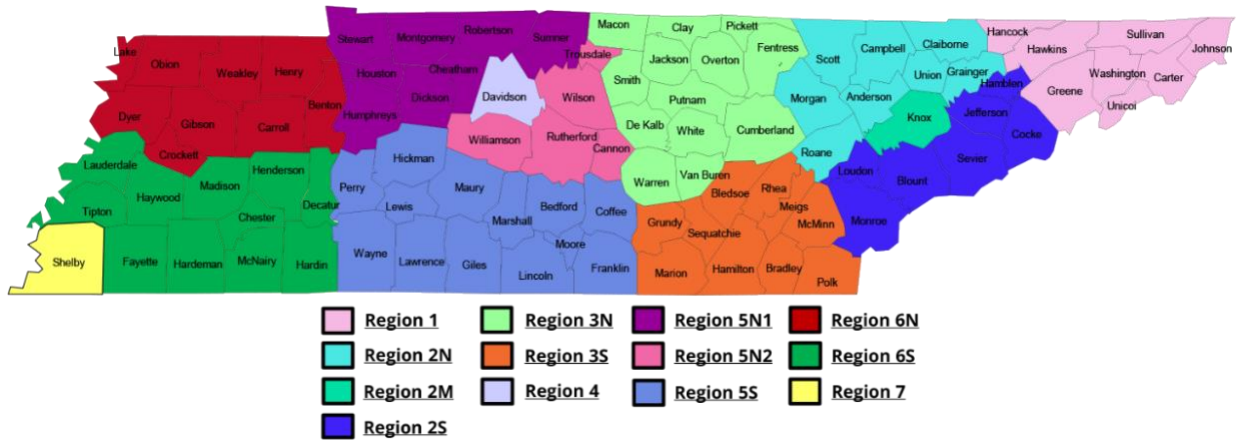 Lake
Obion
Weakley
Henry
Dyer
Gibson
Carroll
Benton
Crockett
Lauderdale
Haywood
Madison
Henderson
Decatur
Tipton
Chester
Shelby
Fayette
Hardeman
McNairy
Hardin
Stewart
Montgomery
Robertson
Sumner
Trousdale
Houston
Cheatham
Dickson
Humphreys
Davidson
Wilson
Williamson
Rutherford
Cannon
Hickman
Perry
Lewis
Maury
Marshall
Bedford
Coffee
Moore
Wayne
Lawrence
Giles
Lincoln
Franklin
Macon
Clay
Pickett
Fentress
Jackson
Overton
Smith
Putnam
De Kalb
White
Cumberland
Warren
Van Buren
Bledsoe
Rhea
Meigs
McMinn
Grundy
Sequatchie
Marion
Hamilton
Bradley
Polk
Scott
Campbell
Claiborne
Union
Grainger
Morgan
Anderson
Roane
Knox
Hamblen
Jefferson
Cocke
Sevier
Loudon
Blount
Monroe
Hancock
Hawkins
Sullivan
Johnson
Washington
Carter
Greene
Unicoi
Region 1
Region 2N
Region 2M
Region 2S
Region 3N
Region 3S
Region 4
Region 5N1
Region 5N2
Region 5S
Region 6N
Region 6S
Region 7